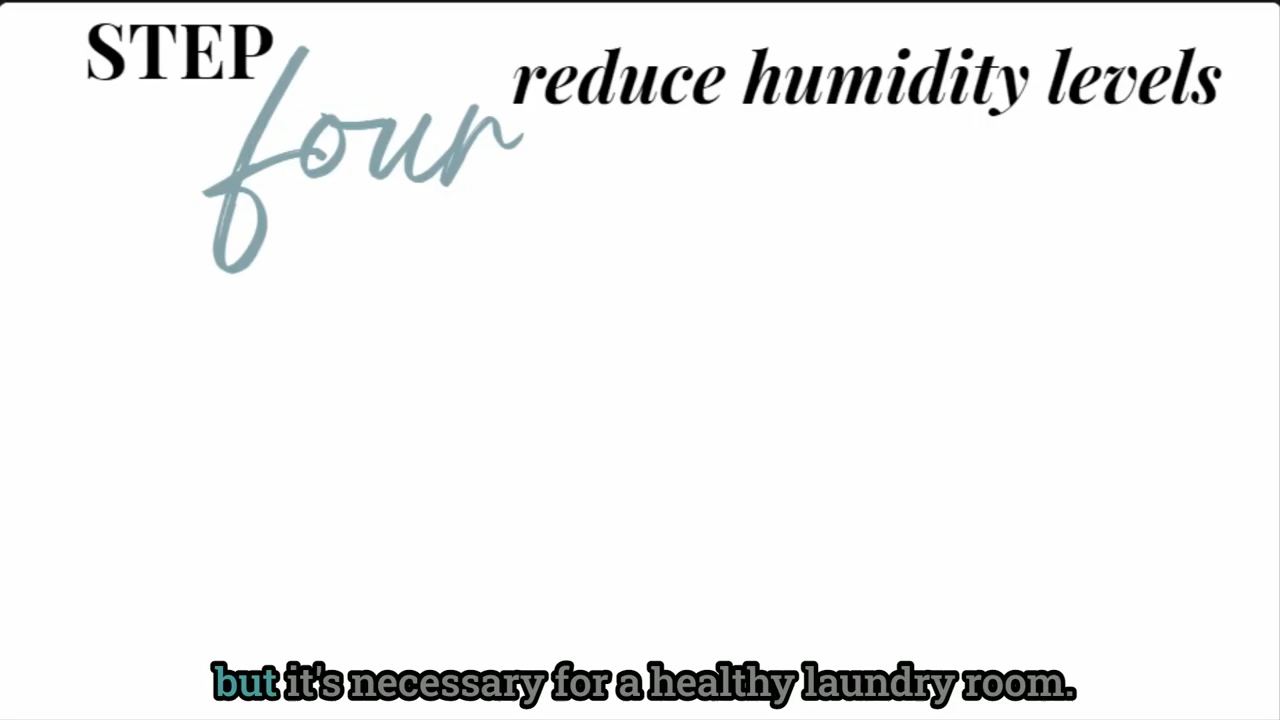 STEP
four
reduce humidity levels
but it's necessary for a healthy laundry room.